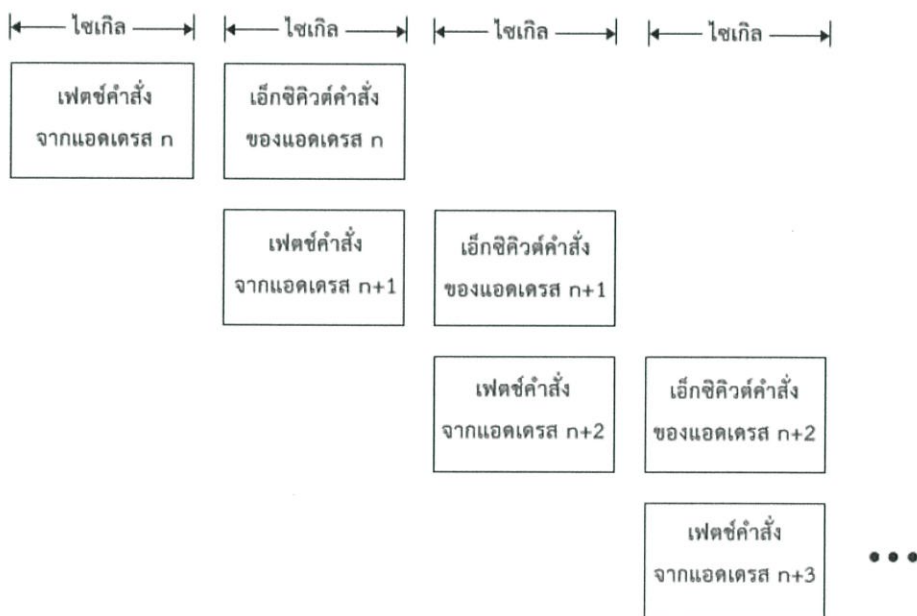 ไซเกิล ไซเกิล ไซเกิล ไซเกิล
เฟตช์คำสั่ง
จากแอดเดรส n
เอ็กซิคิวต์คำสั่ง
ของแอดเดรส n
เฟตช์คำสั่ง
จากแอดเดรส n+1
เอ็กซิคิวต์คำสั่ง
ของแอดเดรส n+1
เฟตช์คำสั่ง
จากแอดเดรส n+2
เอ็กซิคิวต์คำสั่ง
ของแอดเดรส n+2
เฟตช์คำสั่ง
จากแอดเดรส n+3
•••